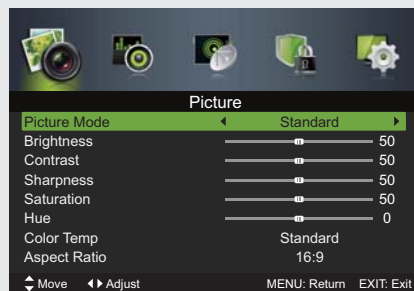 Picture
Picture Mode Standard
Brightness 50
Contrast 50
Sharpness 50
Saturation 50
Hue 0
Color Temp Standard
Aspect Ratio 16:9
Move Adjust MENU: Return EXIT: Exit